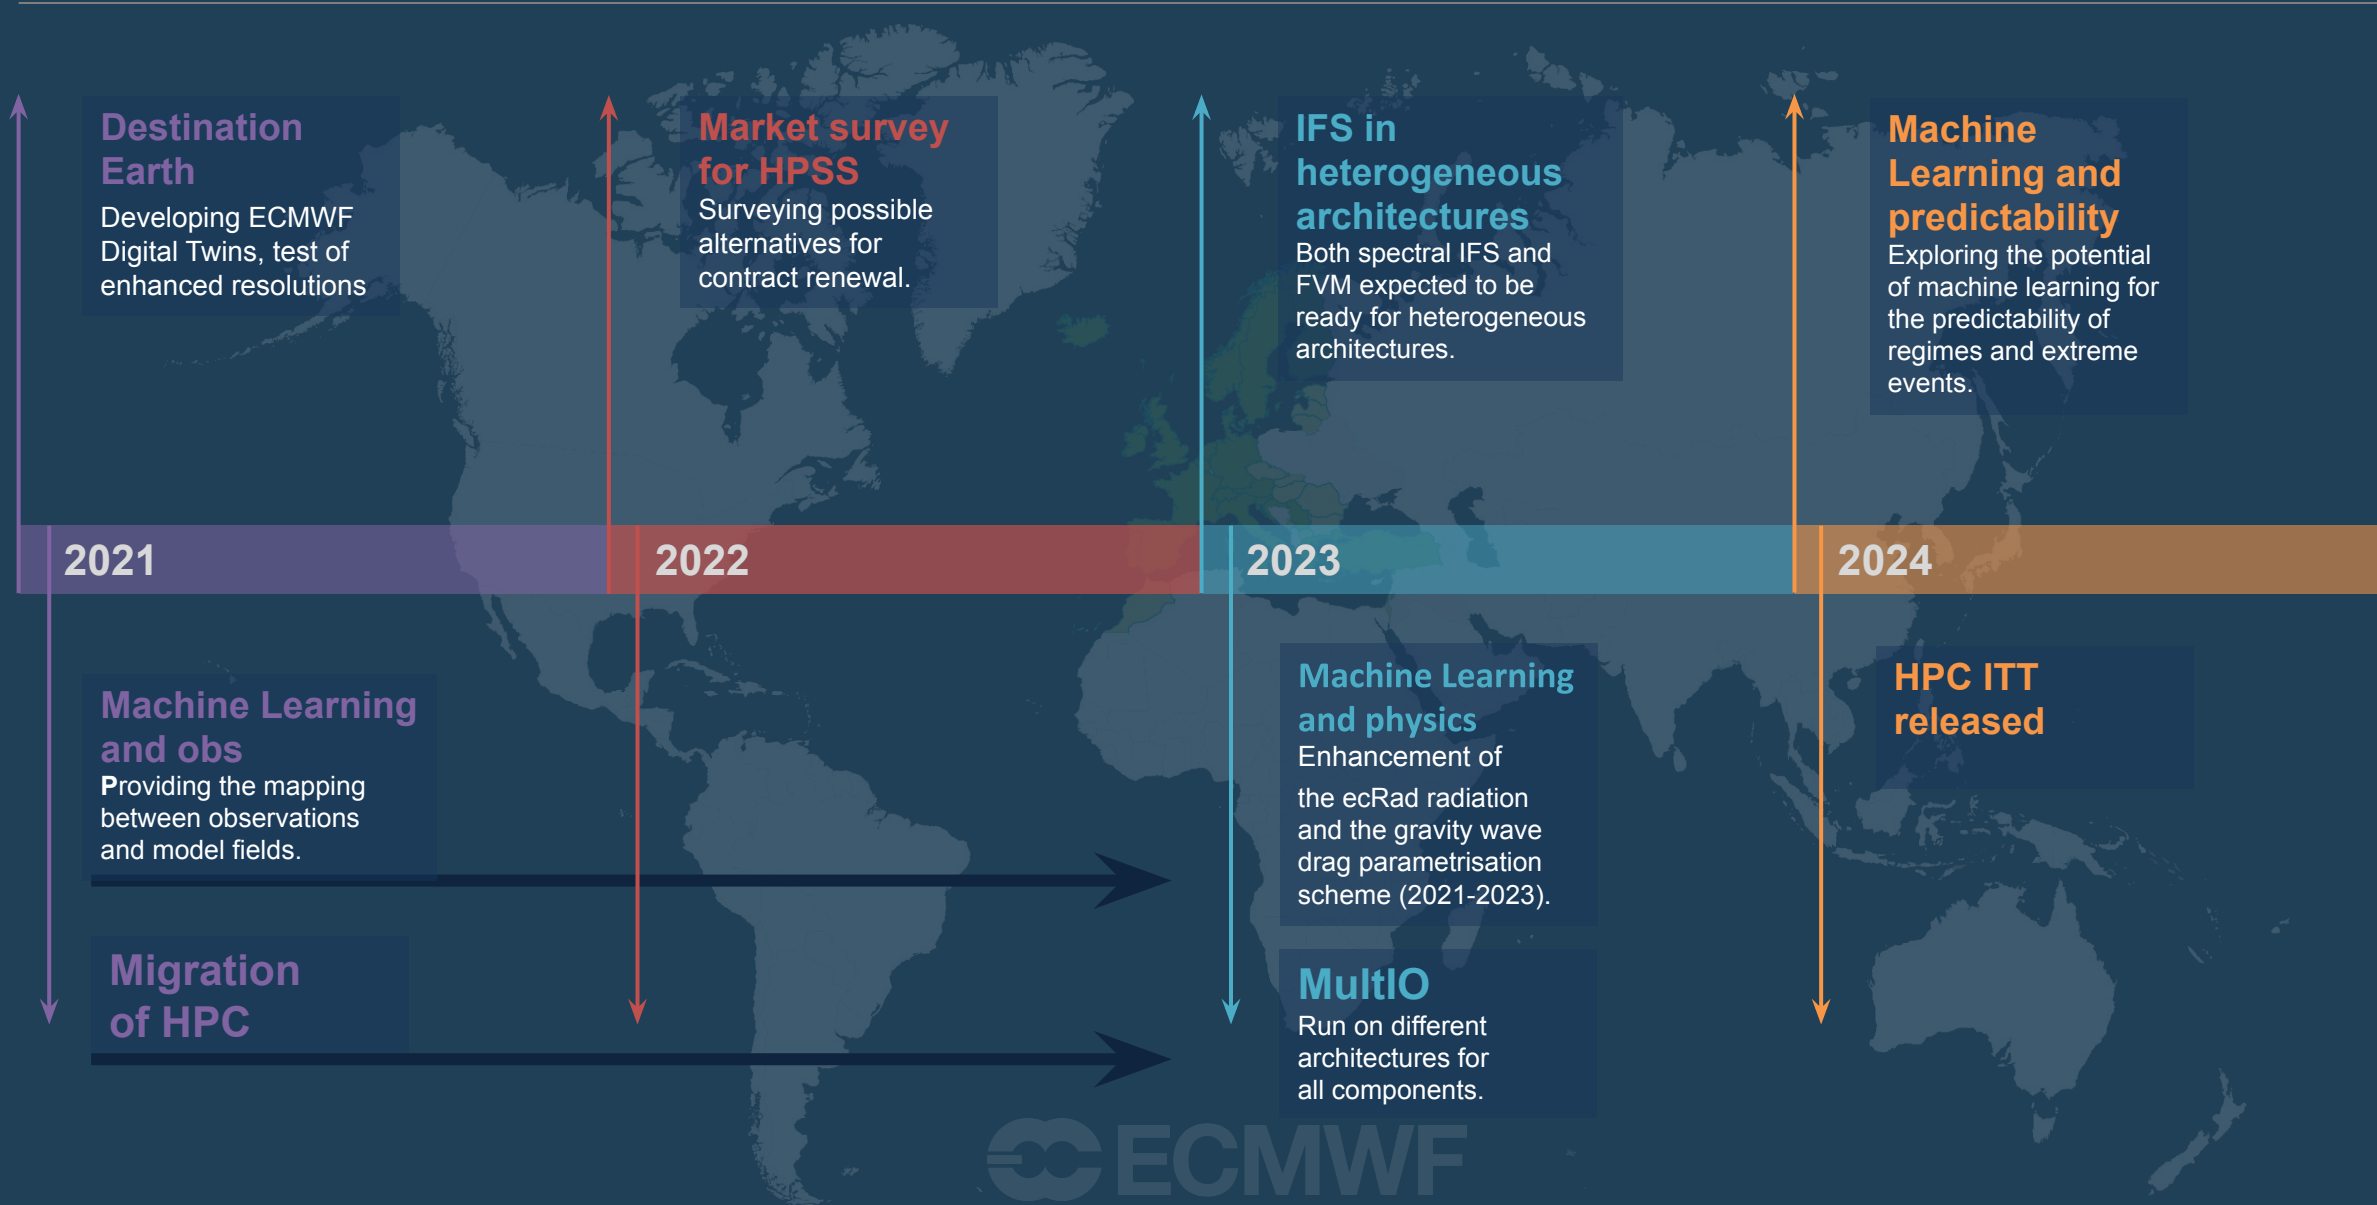 Destination
Earth
Developing ECMWF
Digital Twins, test of
enhanced resolutions
Market survey
for HPSS
Surveying possible
alternatives for
contract renewal.
IFS in
heterogeneous
architectures
Both spectral IFS and
FVM expected to be
ready for heterogeneous
architectures.
Machine
Learning and
predictability
Exploring the potential
of machine learning for
the predictability of
regimes and extreme
events.
2021
2022
2023
2024
Machine Learning
and obs
Providing the mapping
between observations
and model fields.
Migration
of HPC
Machine Learning
and physics
Enhancement of
the ecRad radiation
and the gravity wave
drag parametrisation
scheme (2021-2023).
MultIO
Run on different
architectures for
all components.
HPC ITT
released
ECMWF